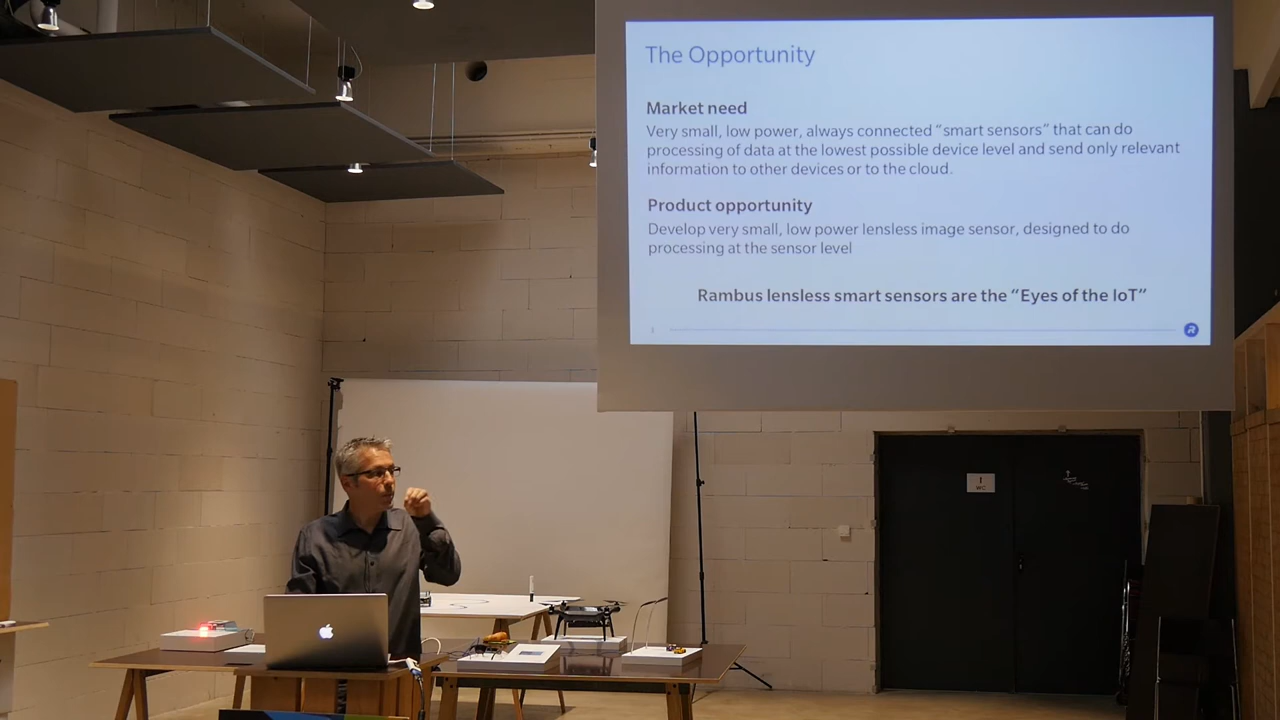 The Opportunity
Market need
Very small, low power, always connected “smart sensors” that can do
processing of data at the lowest possible device level and send only relevant
information to other devices or to the cloud.
Product opportunity
Develop very small, low power lensless image sensor, designed to do
processing at the sensor level
Rambus lensless smart sensors are the “Eyes of the IoT”
R
WC